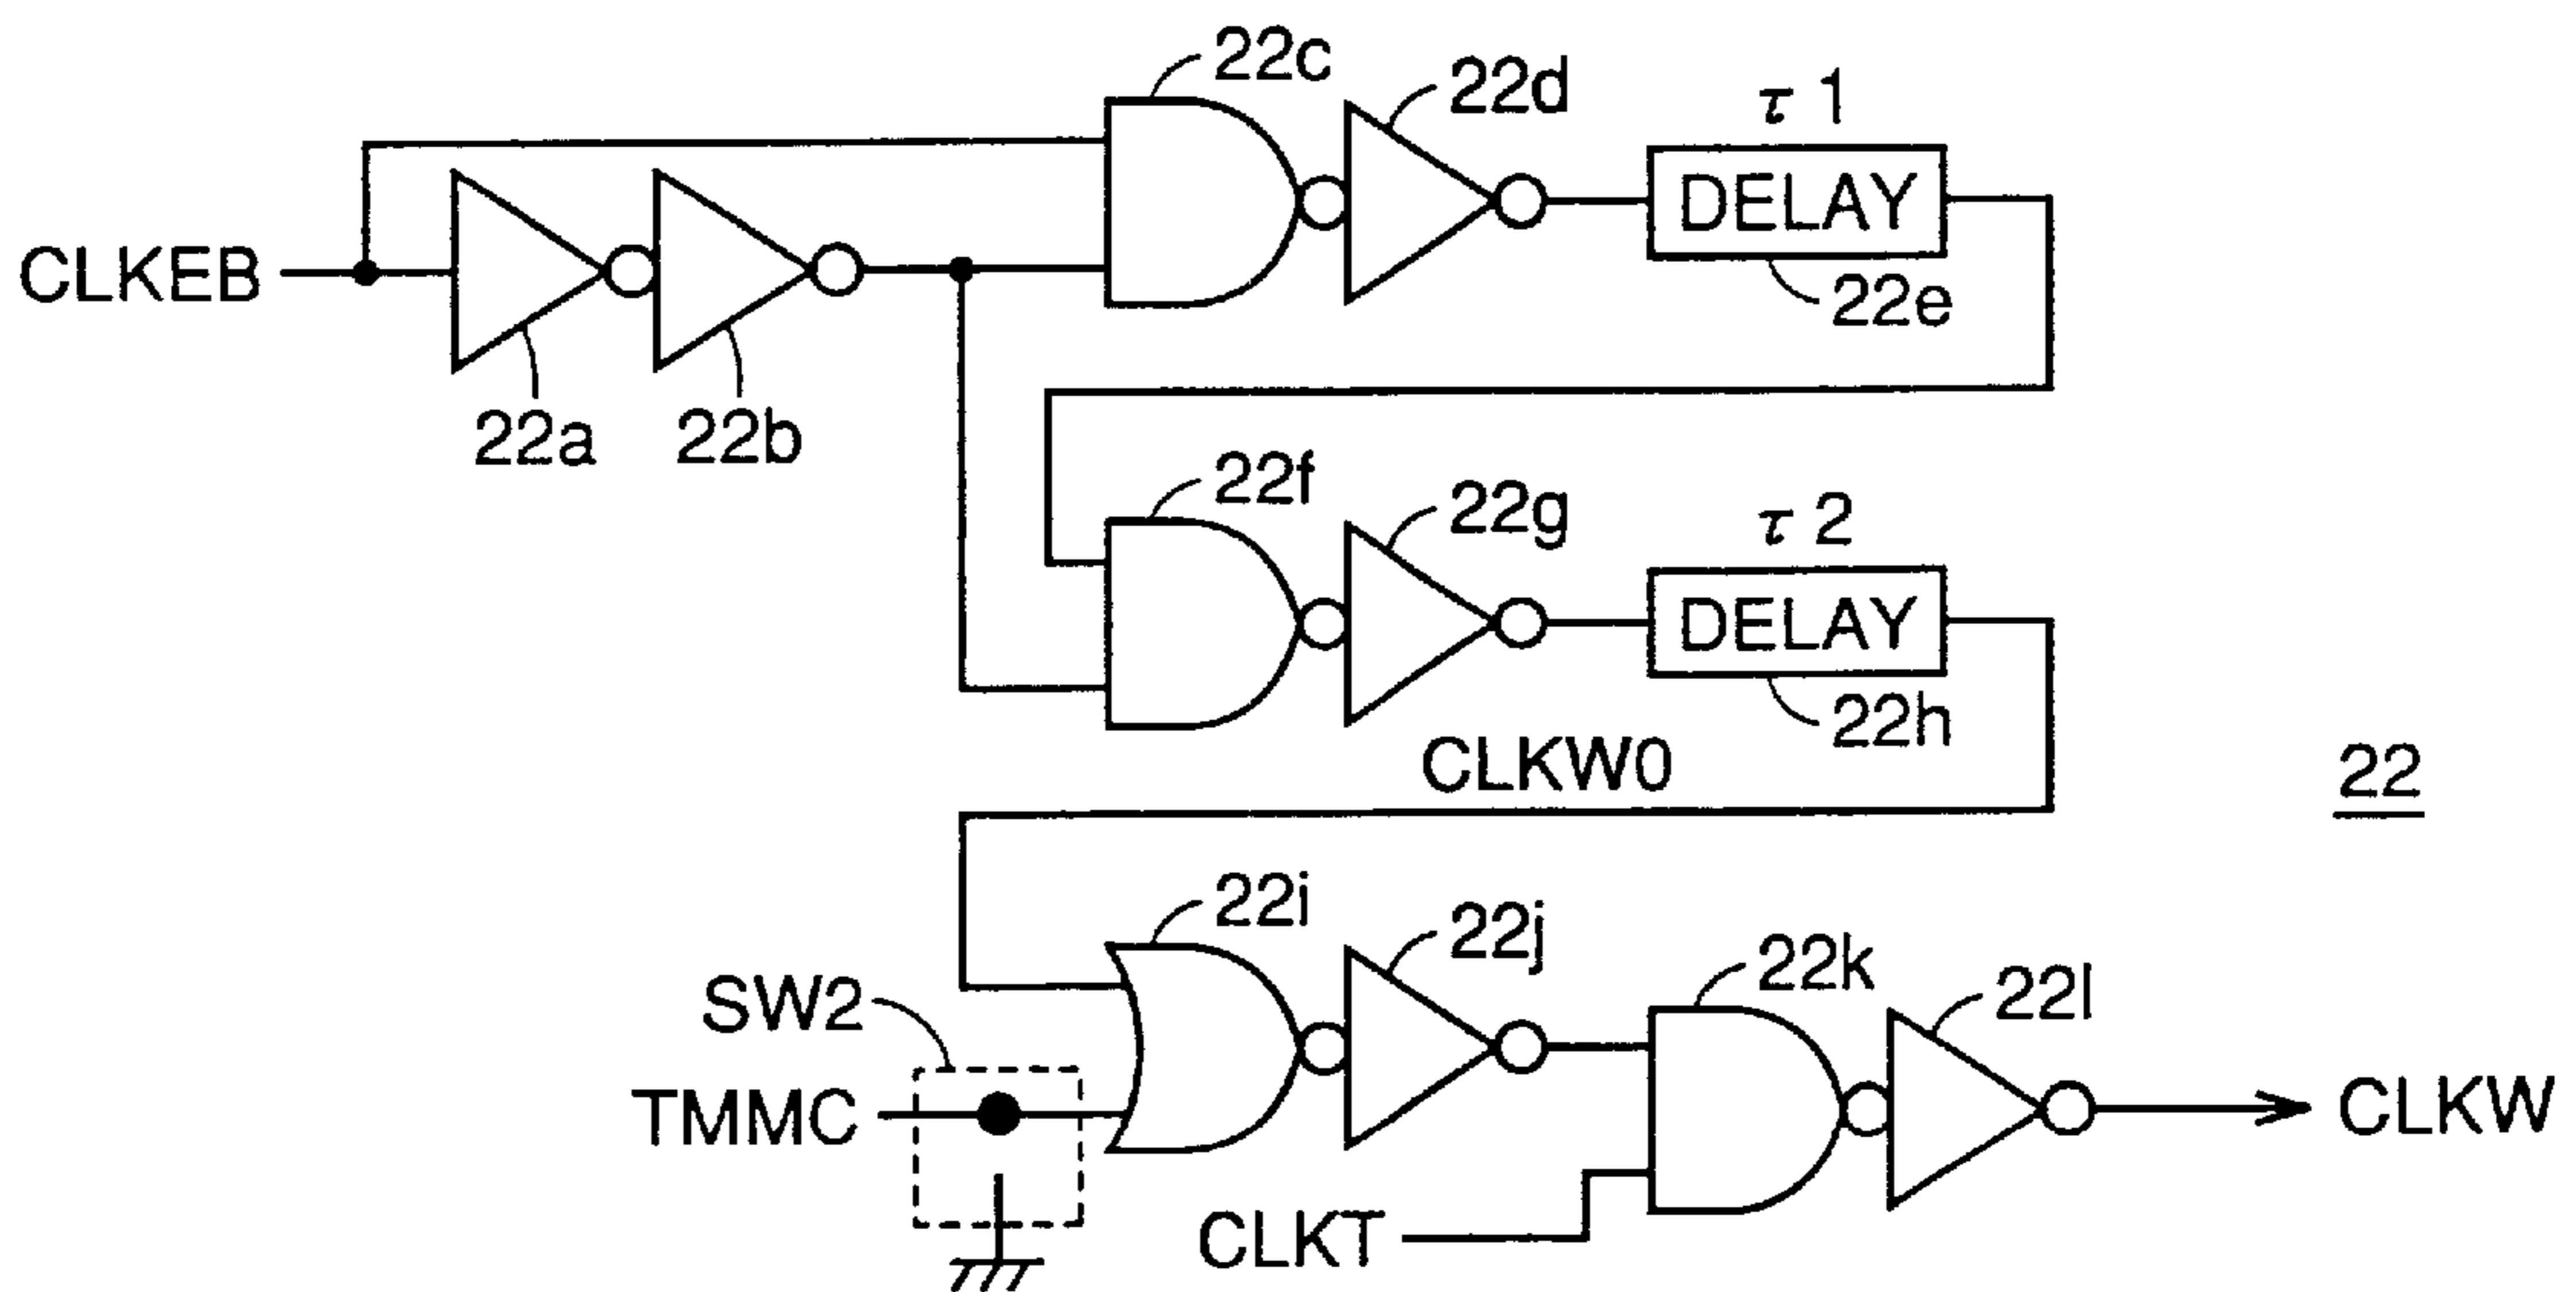 22c
22d
τ 1
DELAY
22e
CLKEB
22a
22b
22f
22g
τ 2
DELAY
22h
CLKW0
22
22i
22j
22k
22l
SW2
TMMC
CLKT
CLKW